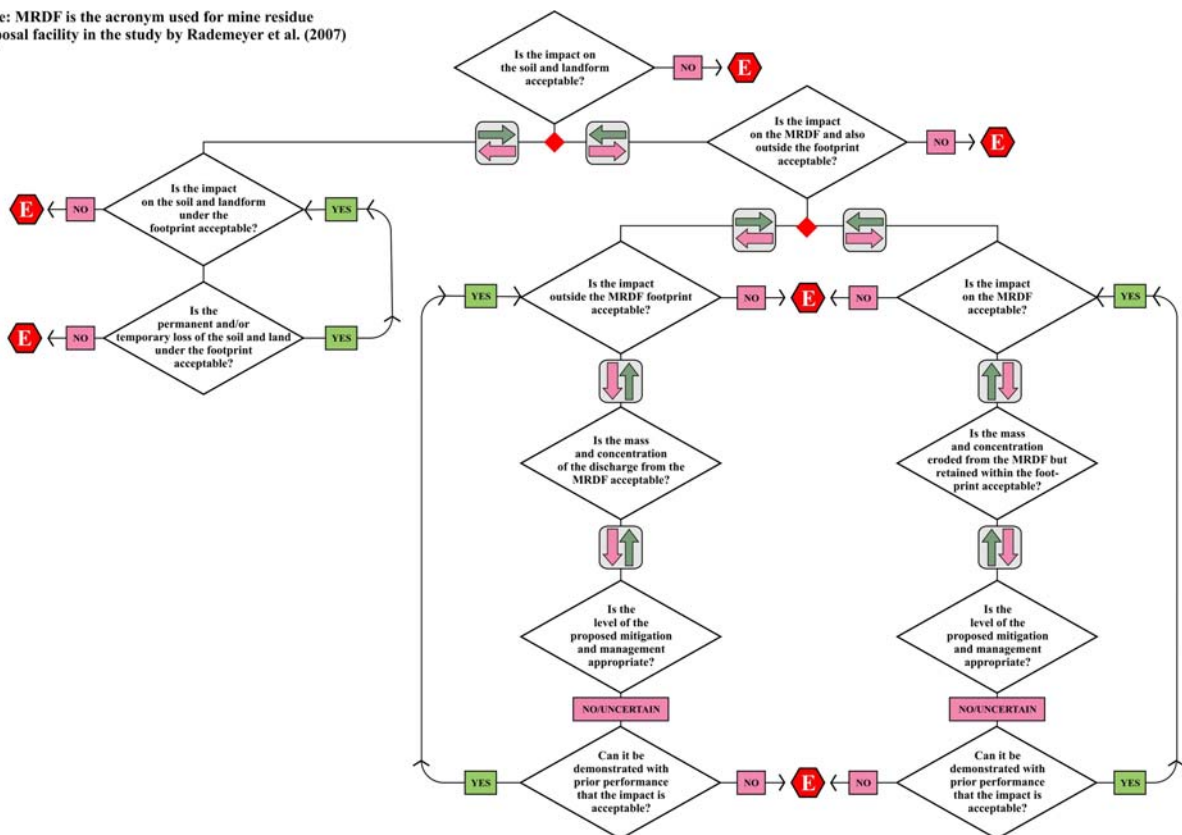 e: MRDF is the acronym used for mine residue
posal facility in the study by Rademeyer et al. (2007)
Is the impact on
the soil and landform
acceptable?
NO
E
Is the impact
on the MRDF and also
outside the footprint
acceptable?
NO
E
Is the impact
on the soil and landform
under the
footprint acceptable?
E
NO
YES
Is the
permanent and/or
temporary loss of the soil and land
under the footprint
acceptable?
E
NO
YES
YES
Is the impact
outside the MRDF footprint
acceptable?
NO
E
NO
Is the impact
on the MRDF
acceptable?
YES
Is the mass
and concentration
of the discharge from the
MRDF acceptable?
Is the mass
and concentration
eroded from the MRDF but
retained within the foot-
print acceptable?
Is the
level of the
proposed mitigation
and management
appropriate?
Is the
level of the
proposed mitigation
and management
appropriate?
NO/UNCERTAIN
NO/UNCERTAIN
YES
Can it be
demonstrated with
prior performance
that the impact is
acceptable?
NO
E
NO
Can it be
demonstrated with
prior performance
that the impact is
acceptable?
YES